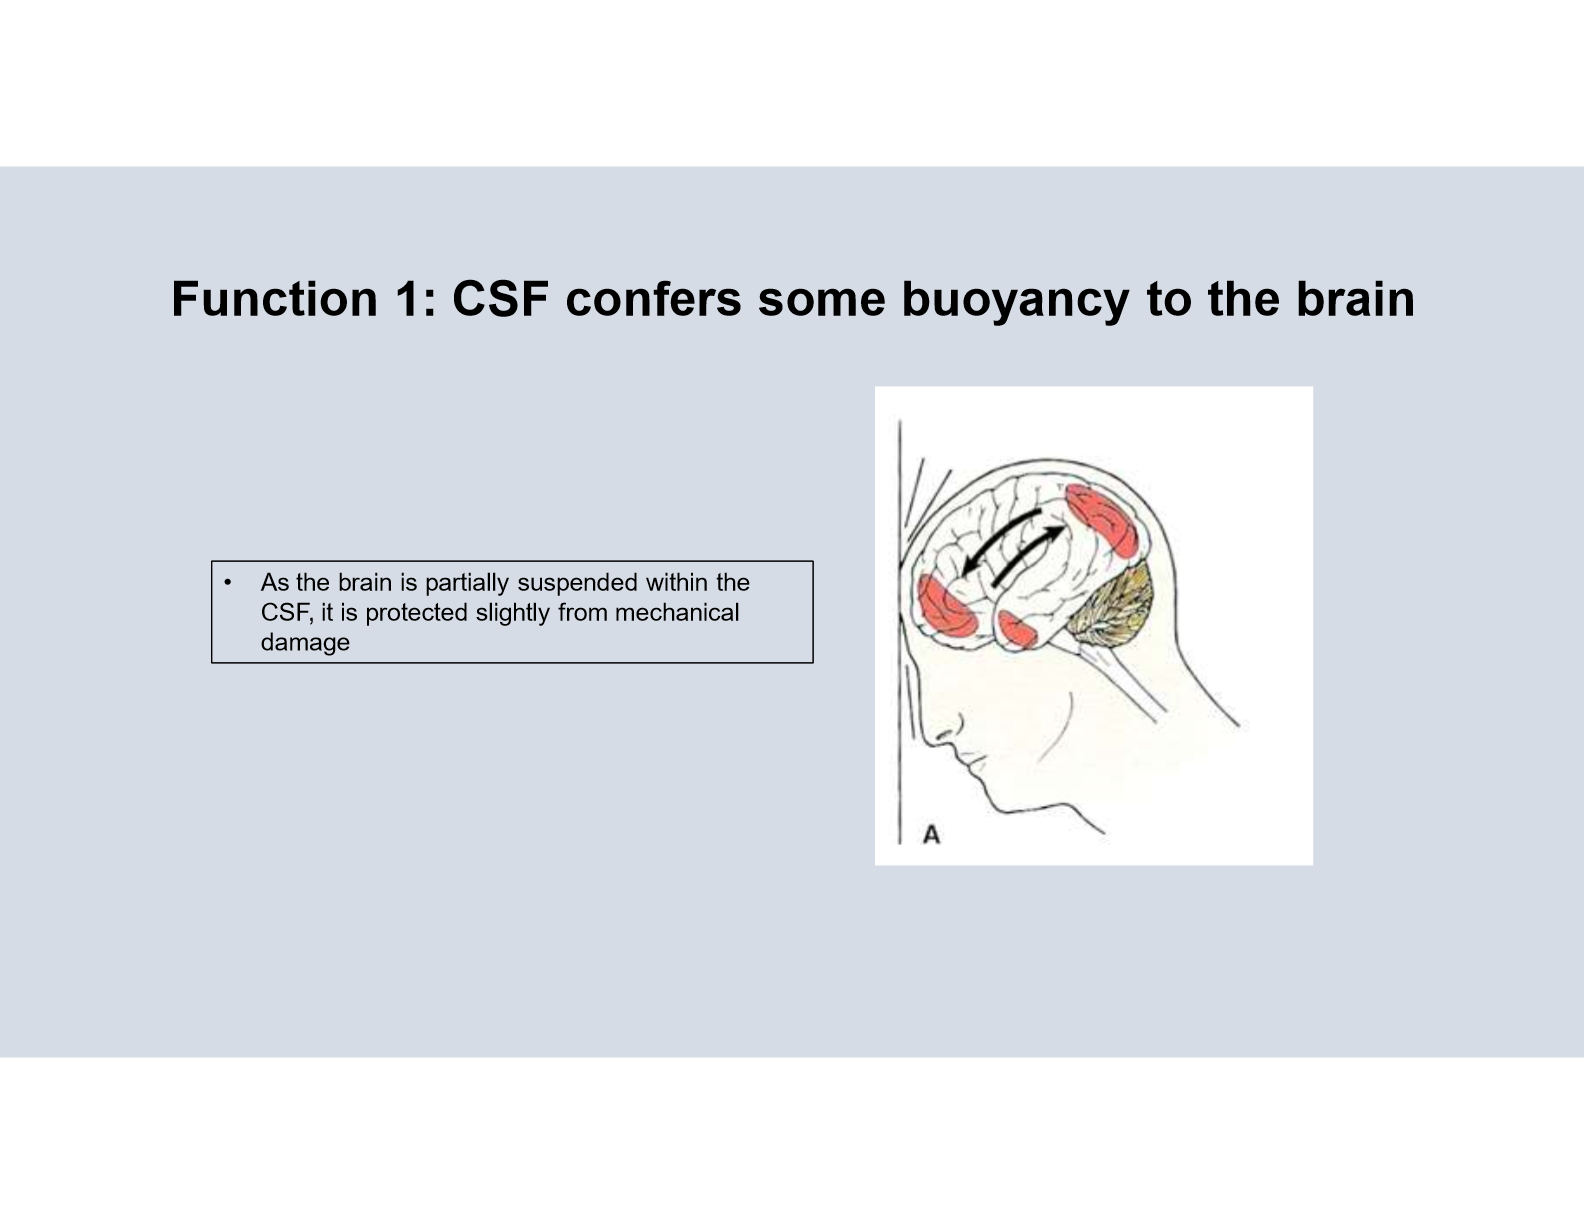 Function 1: CSF confers some buoyancy to the brain
• As the brain is partially suspended within the
CSF, it is protected slightly from mechanical
damage
A